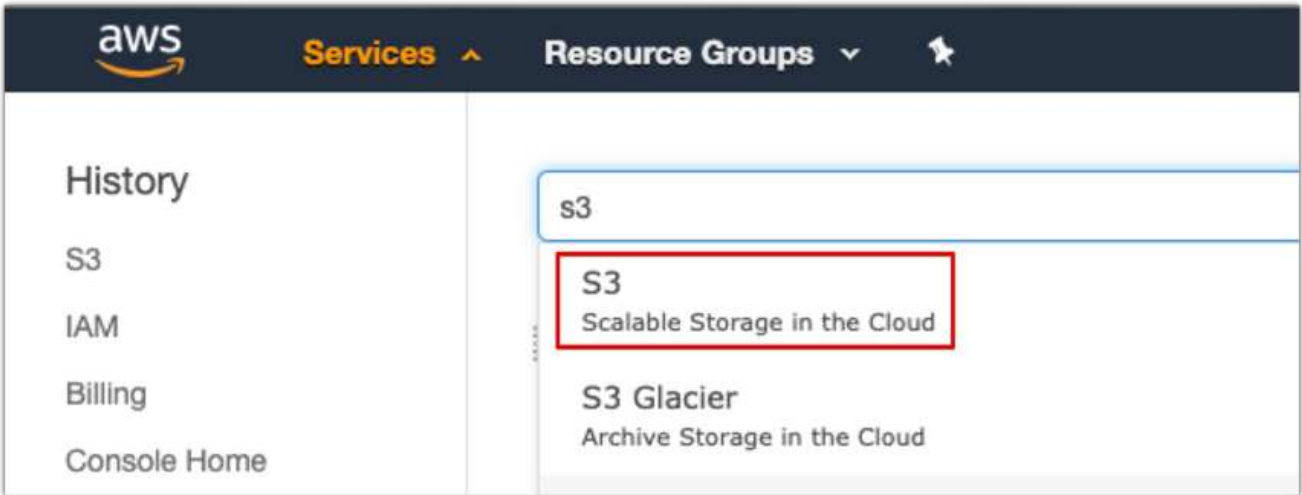 aws Services Resource Groups
History
S3
IAM
Billing
Console Home
s3
S3
Scalable Storage in the Cloud
S3 Glacier
Archive Storage in the Cloud